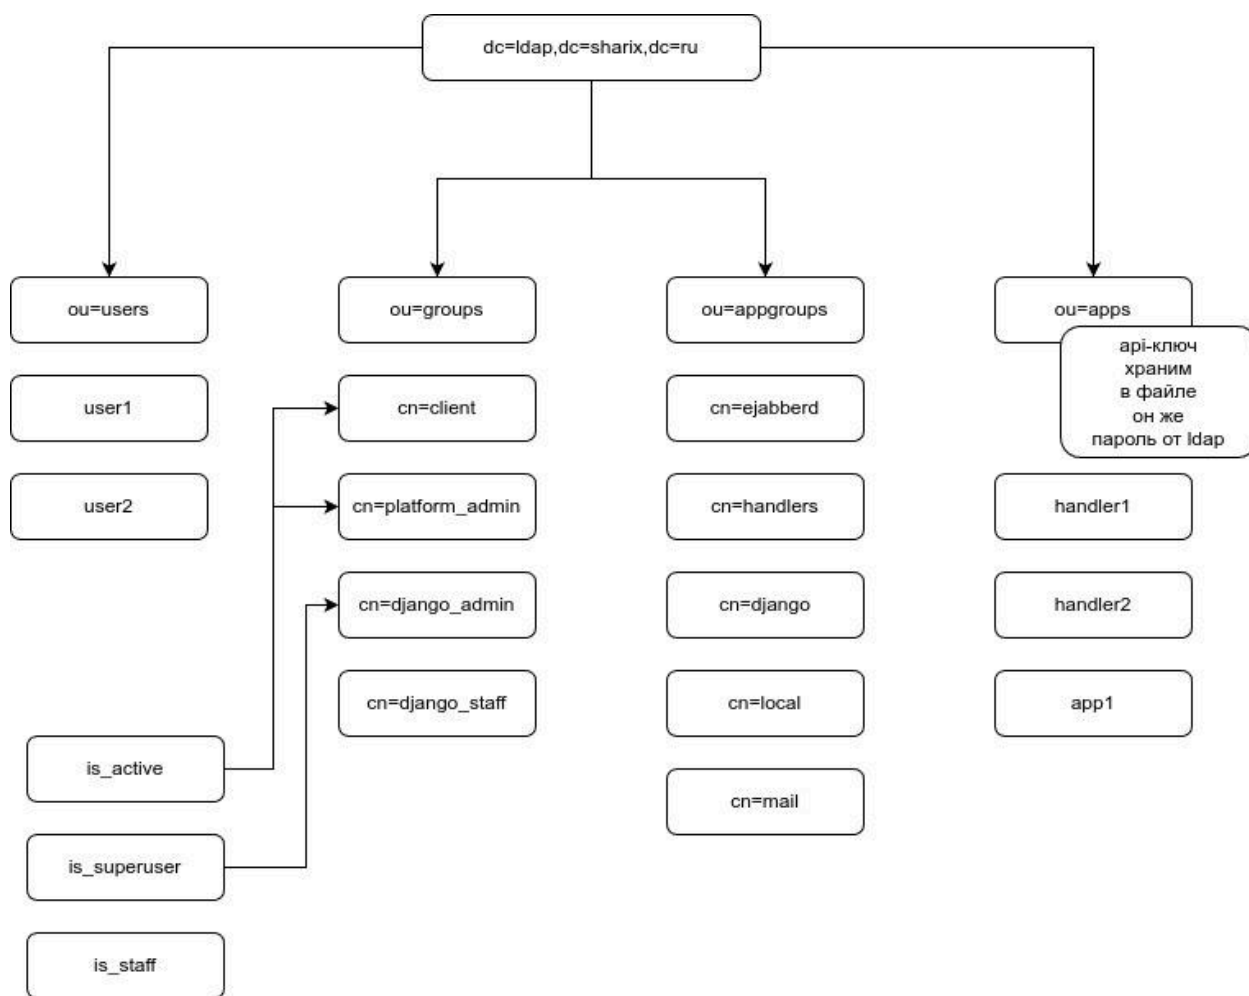 dc=ldap,dc=sharix,dc=ru
ou=users
ou=groups
ou=appgroups
ou=apps
api-ключ
храним
в файле
он же
пароль от ldap
user1
cn=client
cn=ejabberd
user2
cn=platform_admin
cn=handlers
handler1
cn=django_admin
cn=django
handler2
cn=django_staff
cn=local
app1
is_active
cn=mail
is_superuser
is_staff